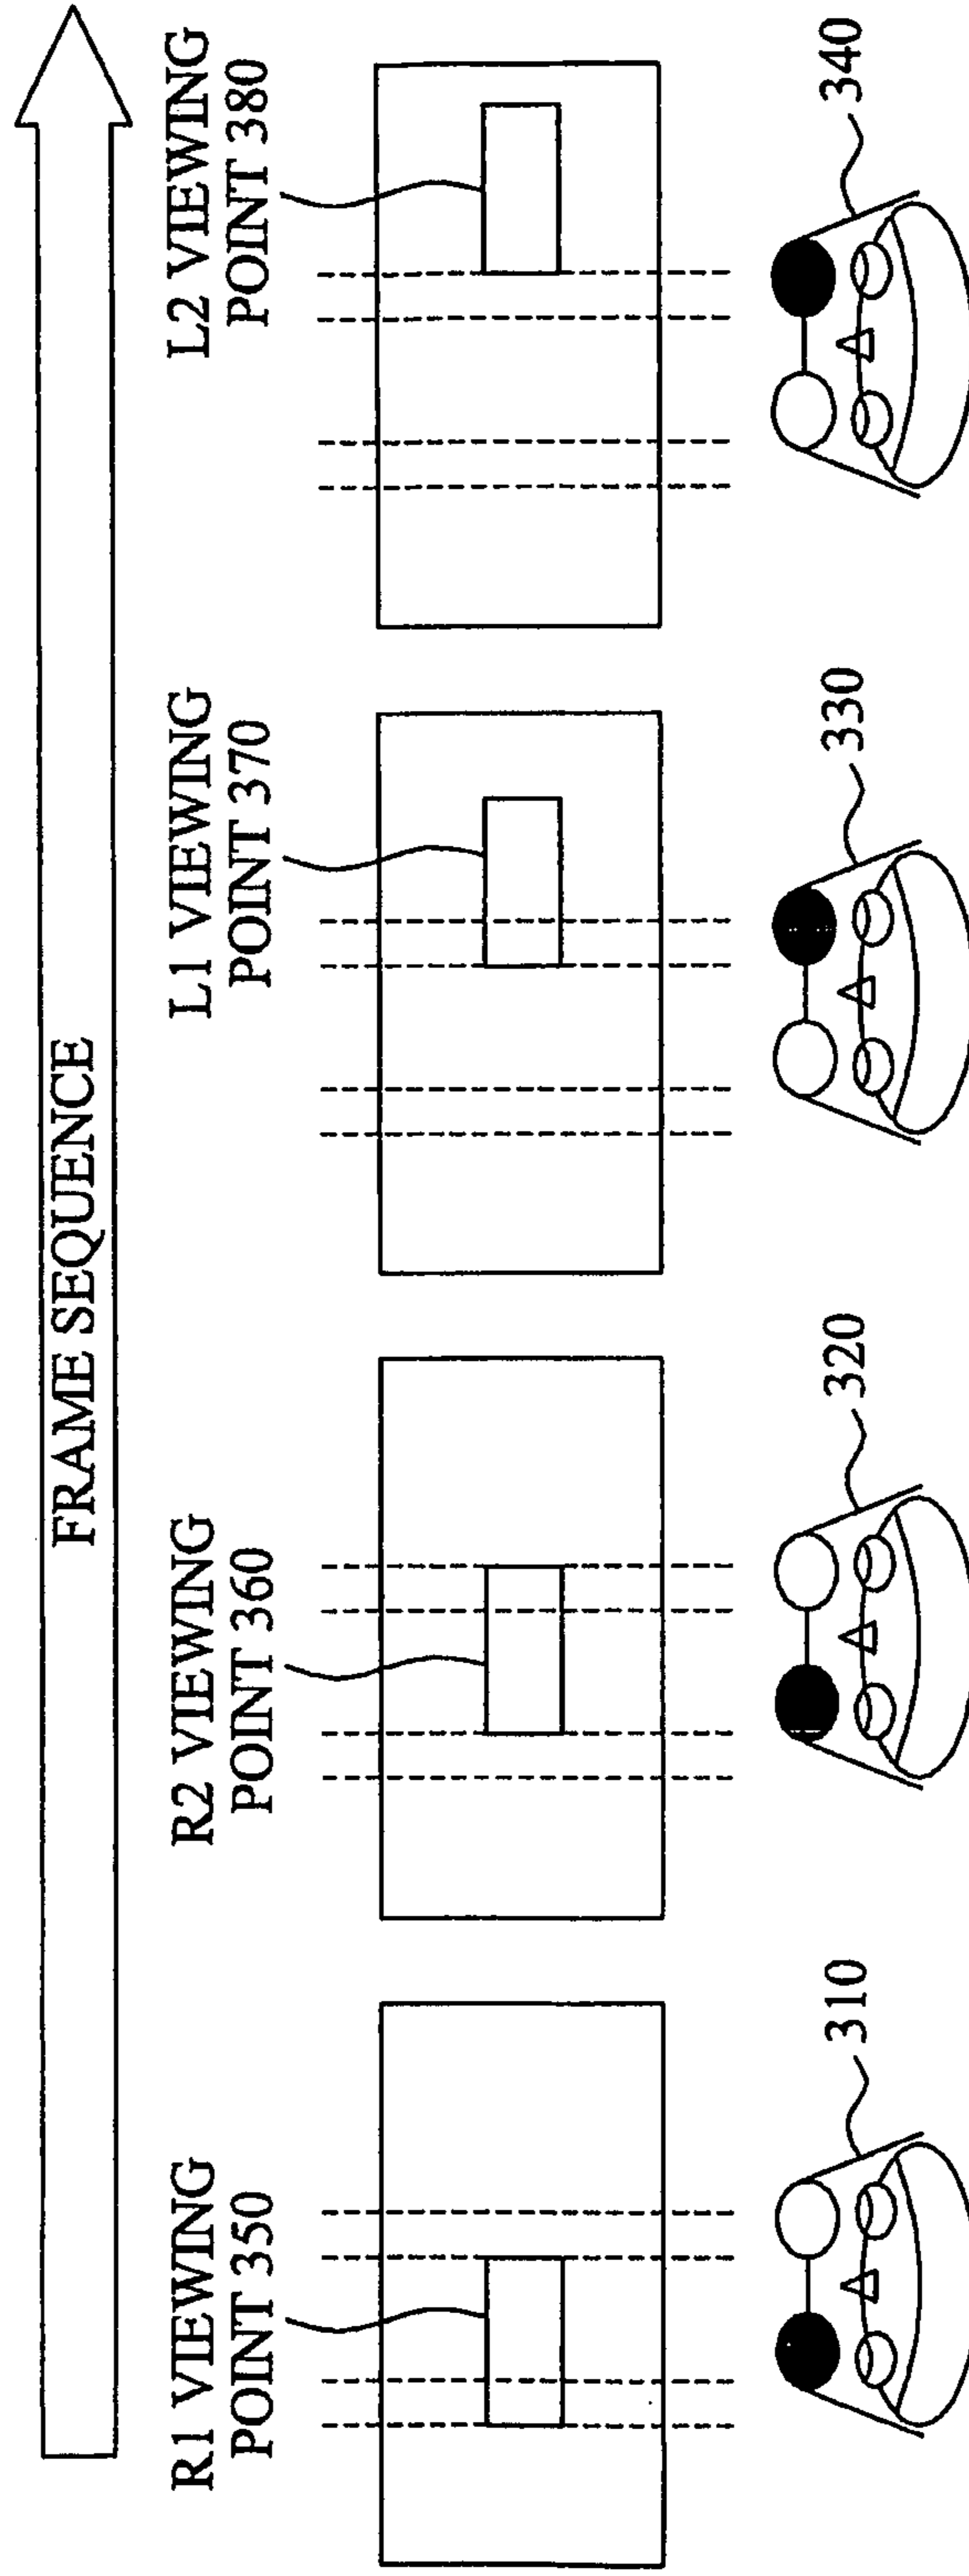 FRAME SEQUENCE
R1 VIEWING
POINT 350
R2 VIEWING
POINT 360
L1 VIEWING
POINT 370
L2 VIEWING
POINT 380
310
320
330
340